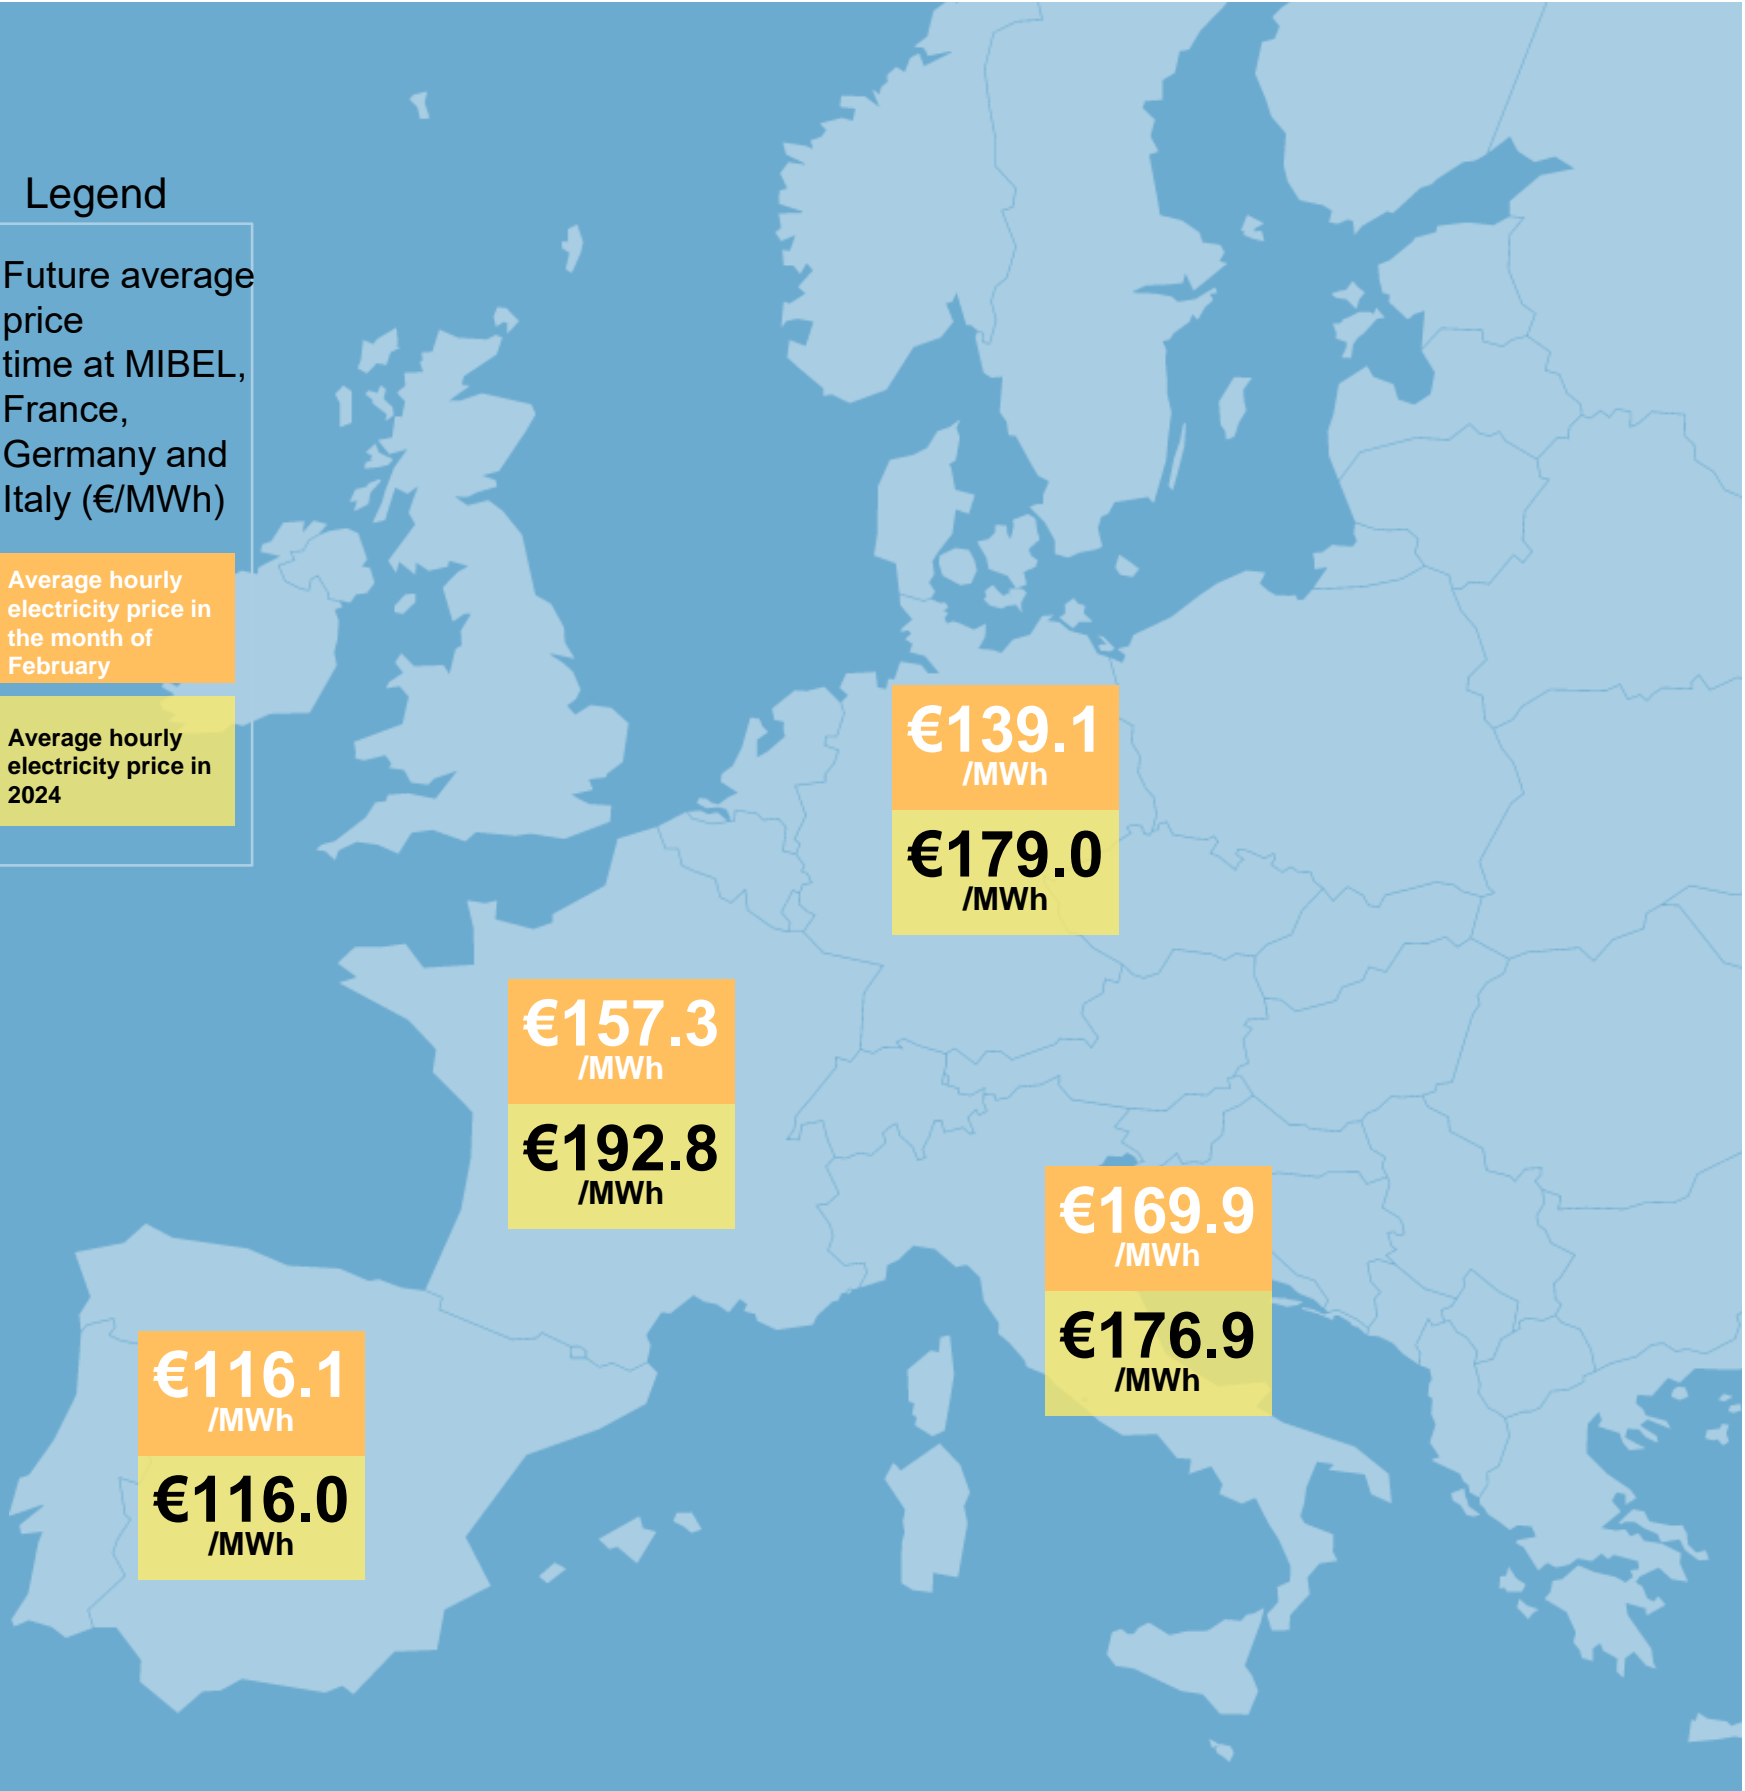 Legend
Future average
price
time at MIBEL,
France,
Germany and
Italy (€/MWh)
Average hourly
electricity price in
the month of
February
Average hourly
electricity price in
2024
€139.1
/MWh
€179.0
/MWh
€157.3
/MWh
€192.8
/MWh
€169.9
/MWh
€176.9
/MWh
€116.1
/MWh
€116.0
/MWh